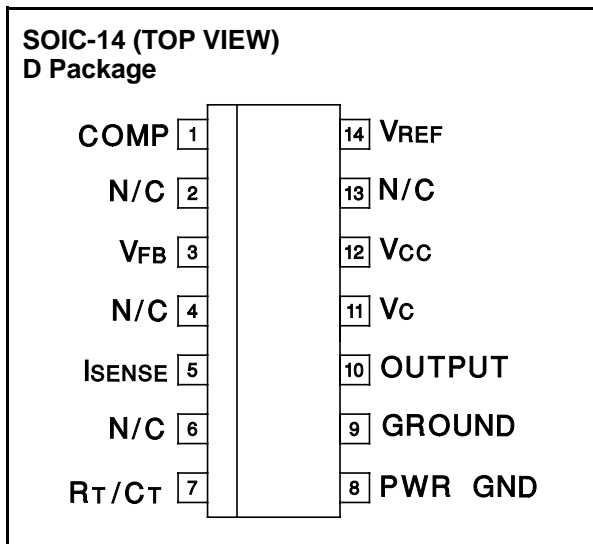 SOIC-14 (TOP VIEW)
D Package
COMP 1 14 VREF
N/C 2 13 N/C
VFB 3 12 VCC
N/C 4 11 VC
ISENSE 5 10 OUTPUT
N/C 6 9 GROUND
RT/CT 7 8 PWR GND